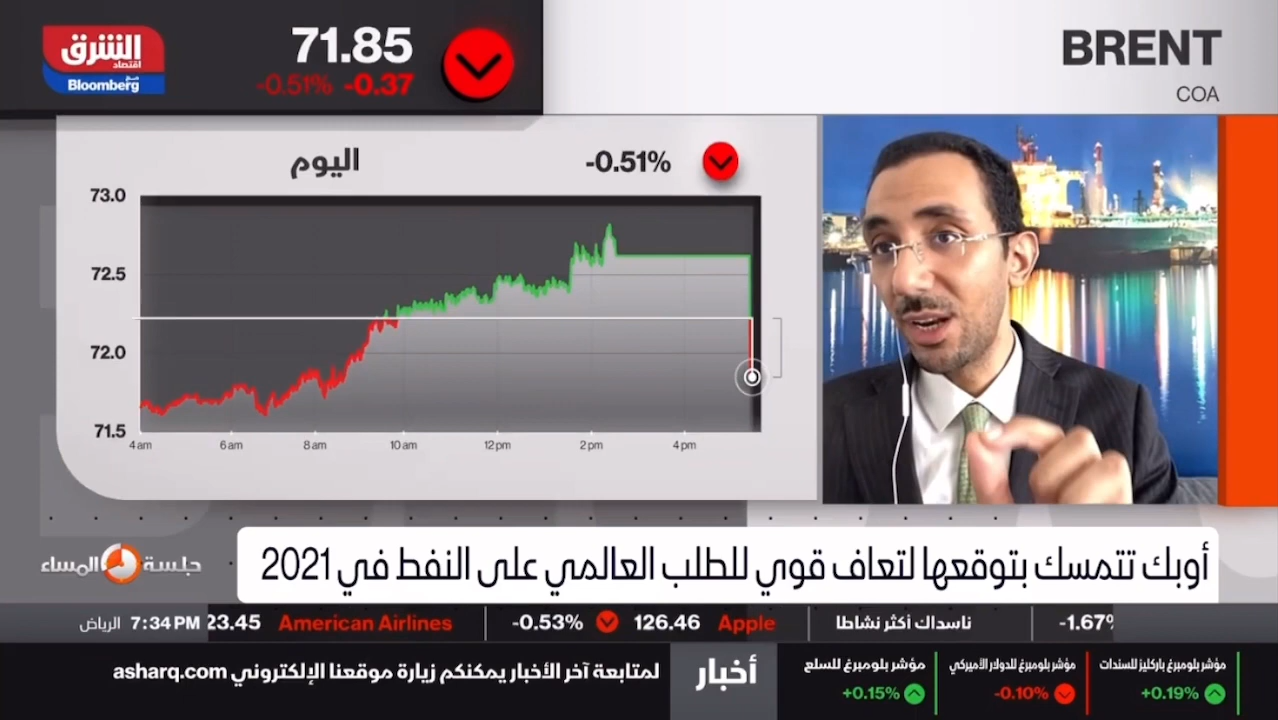 الشرق
اقتصاد
مع
Bloomberg
71.85
-0.51% -0.37
BRENT
COA
اليوم
-0.51%
73.0
72.5
72.0
71.5
4am 6am 8am 10am 12pm 2pm 4pm
أوبك تتمسك بتوقعها لتعاف قوي للطلب العالمي على النفط في 2021
جلسة المساء
الرياض 7:34 PM
23.45 American Airlines
-0.53% 126.46 Apple
ناسداك أكثر نشاطا
-1.67%
أخبار
لمتابعة آخر الأخبار يمكنكم زيارة موقعنا الإلكتروني asharq.com
مؤشر بلومبرغ للسلع
+0.15%
مؤشر بلومبرغ للدولار الأميركي
-0.10%
مؤشر بلومبرغ باركليز للسندات
+0.19%